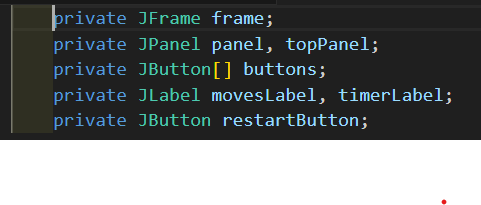 private JFrame frame;
private JPanel panel, topPanel;
private JButton[] buttons;
private JLabel movesLabel, timerLabel;
private JButton restartButton;